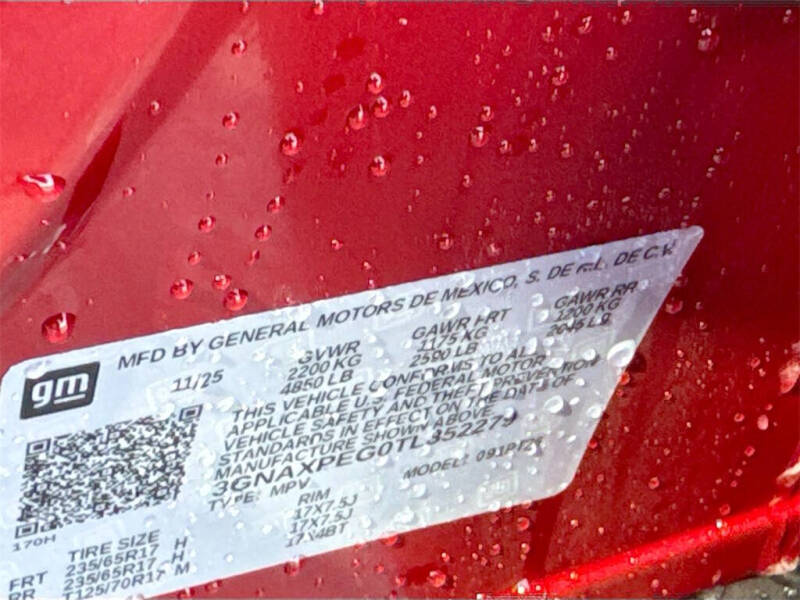 MFD BY GENERAL MOTORS DE MEXICO, S. DE R.L. DE C.V.
gm
11/25 GVWR GAWR FRT GAWR RR
2200 KG 1175 KG 1200 KG
4850 LB 2590 LB 2645 LB
THIS VEHICLE CONFORMS TO ALL
APPLICABLE U.S. FEDERAL MOTOR
VEHICLE SAFETY AND THEFT PREVENTION
STANDARDS IN EFFECT ON THE DATE OF
MANUFACTURE SHOWN ABOVE.
3GNAXPEG0TL352279
TYPE: MPV MODEL:
170H
TIRE SIZE RIM
FRT 235/65R17 H 17X7.5J
RR 235/65R17 H 17X7.5J
T125/70R17 M 17X4BT